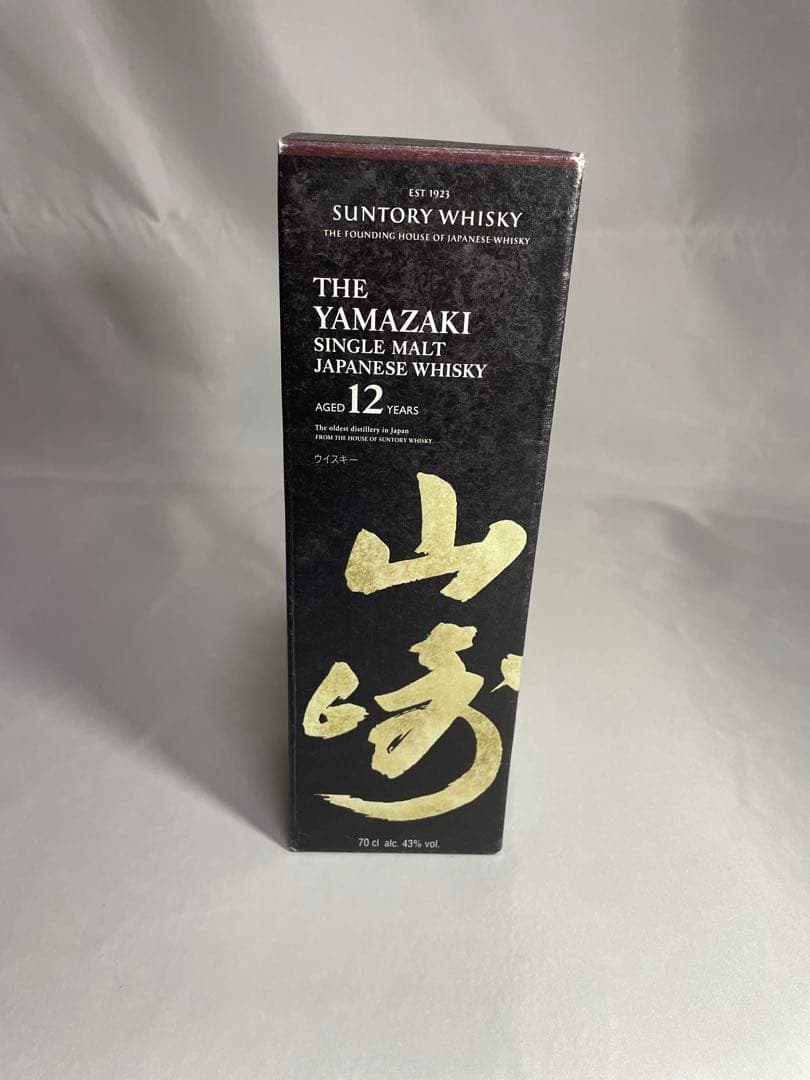 EST 1923
SUNTORY WHISKY
THE FOUNDING HOUSE OF JAPANESE WHISKY
THE
YAMAZAKI
SINGLE MALT
JAPANESE WHISKY
AGED 12 YEARS
The oldest distillery in Japan
FROM THE HOUSE OF SUNTORY WHISKY
ウイスキー
山
崎
70 cl alc. 43% vol.